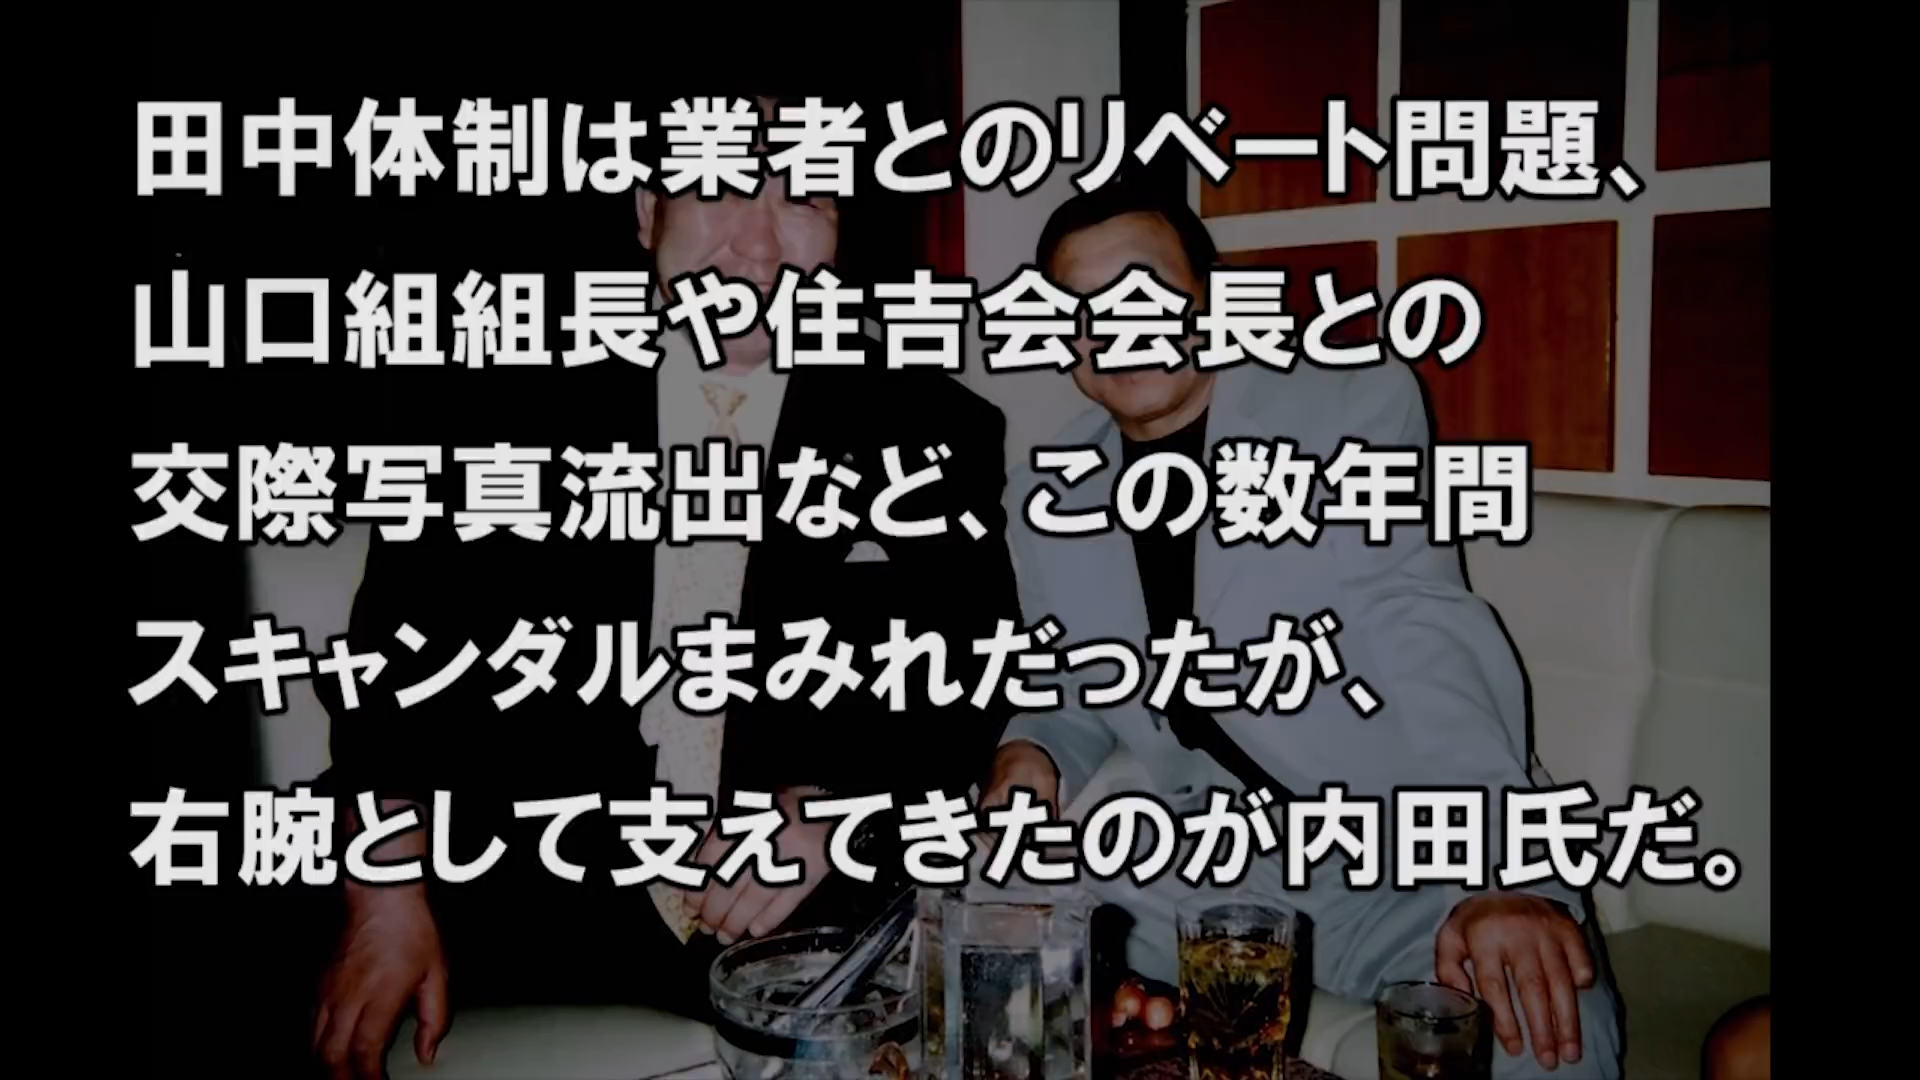 田中体制は業者とのリベート問題、
山口組組長や住吉会会長との
交際写真流出など、この数年間
スキャンダルまみれだったが、
右腕として支えてきたのが内田氏だ。